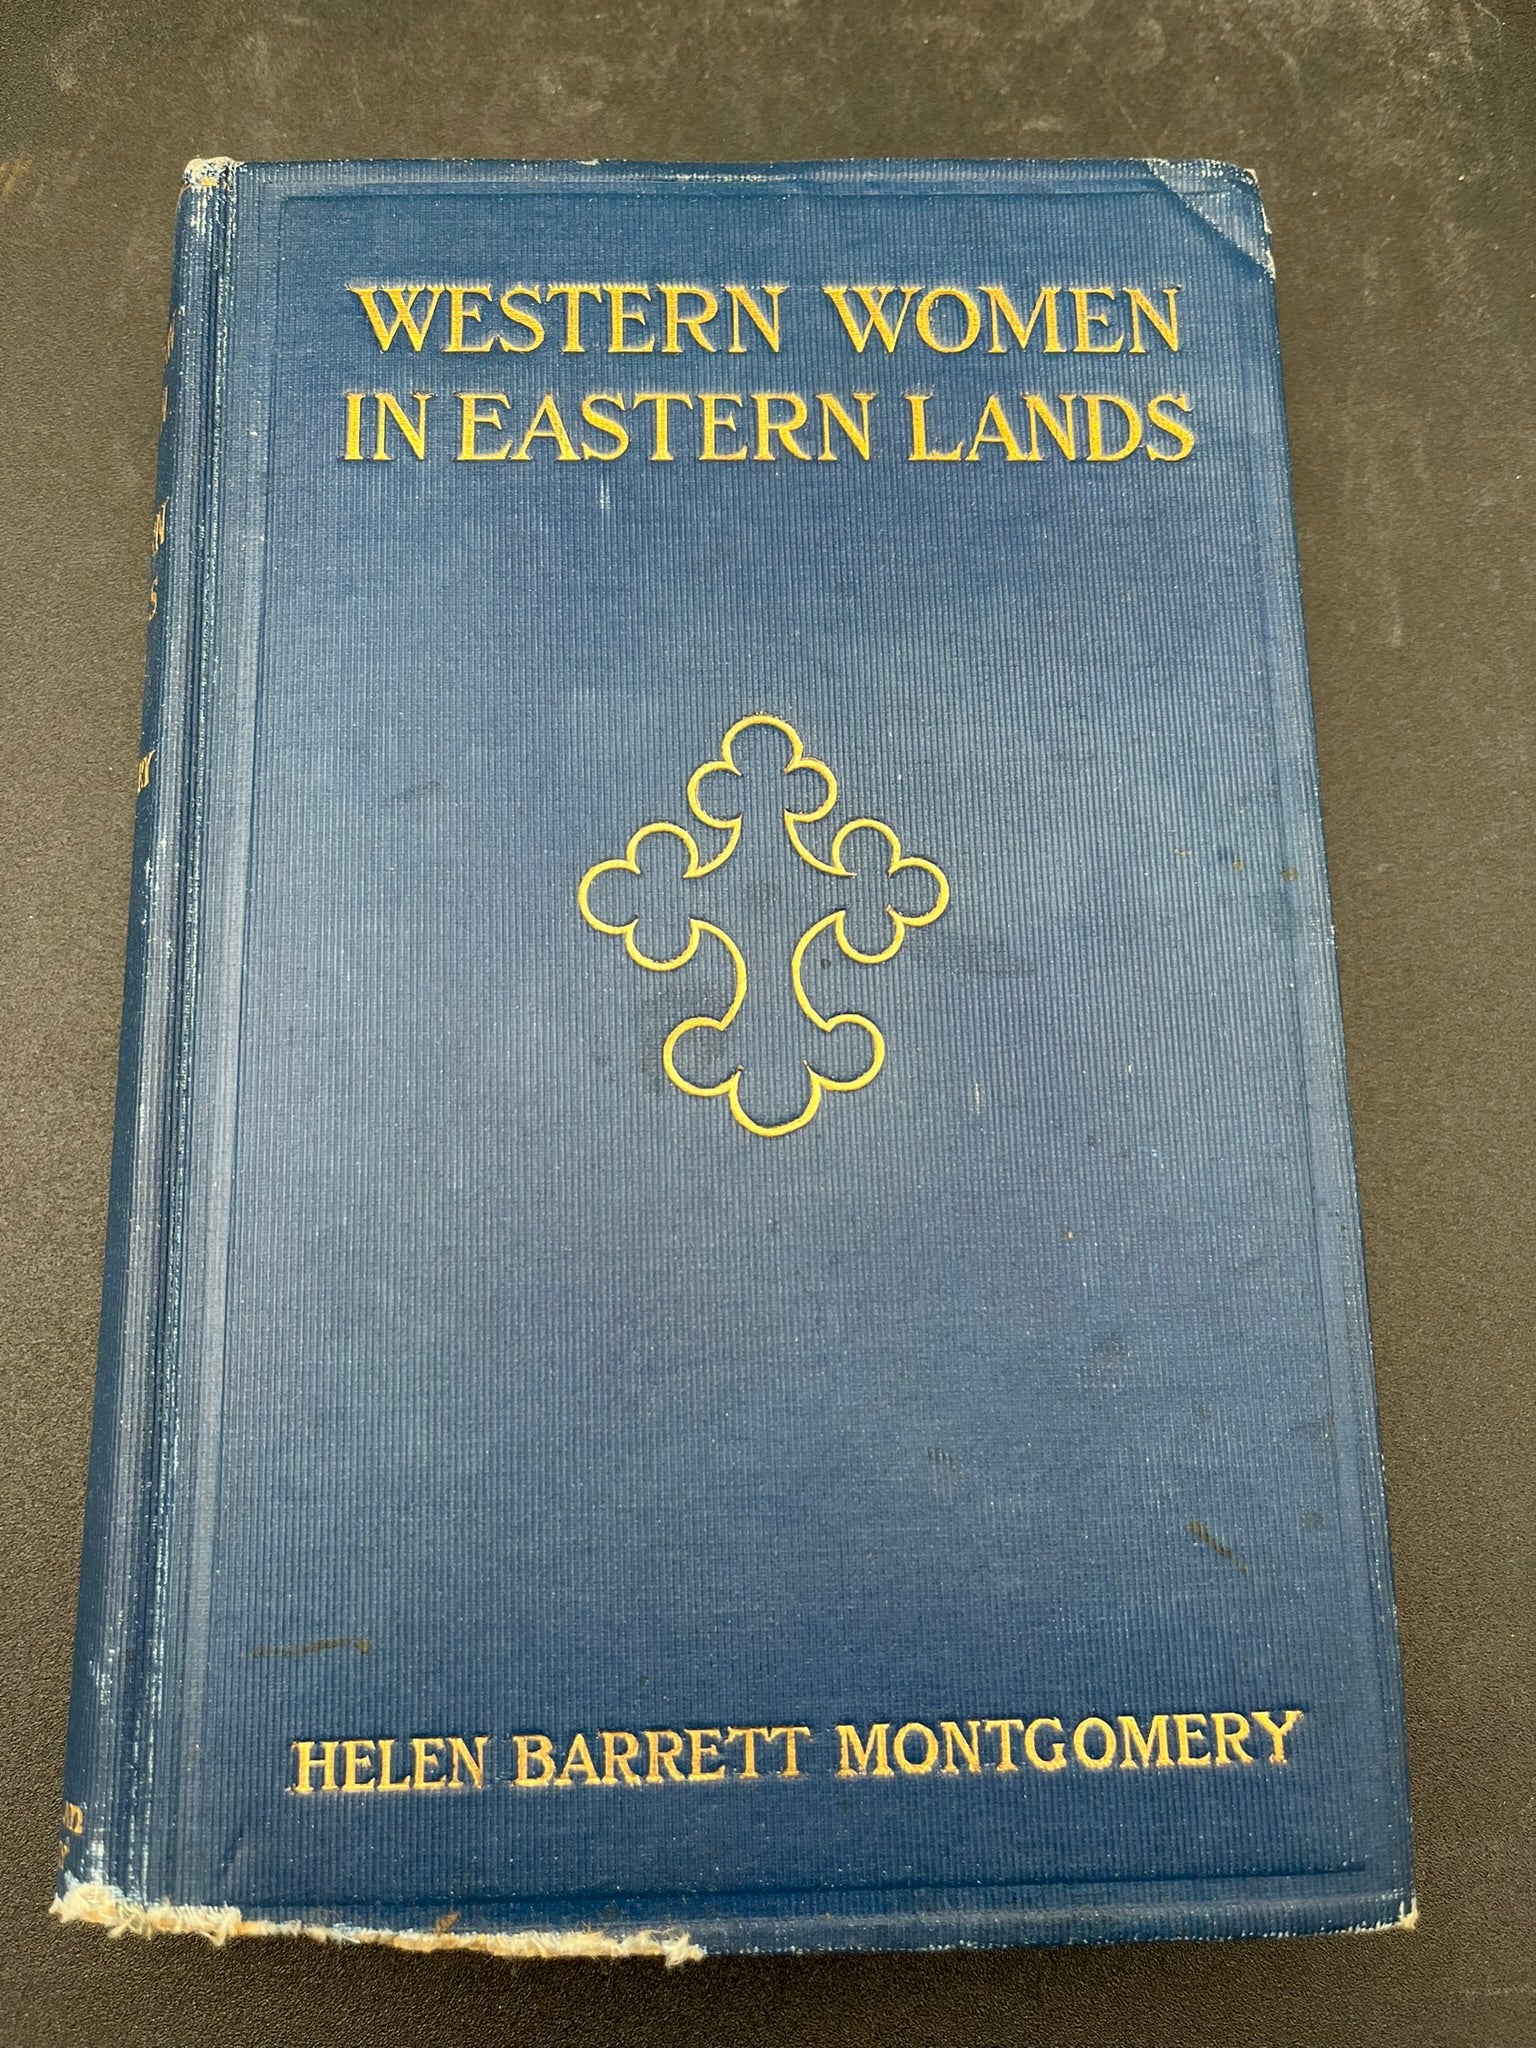 WESTERN WOMEN
IN EASTERN LANDS
HELEN BARRETT MONTGOMERY